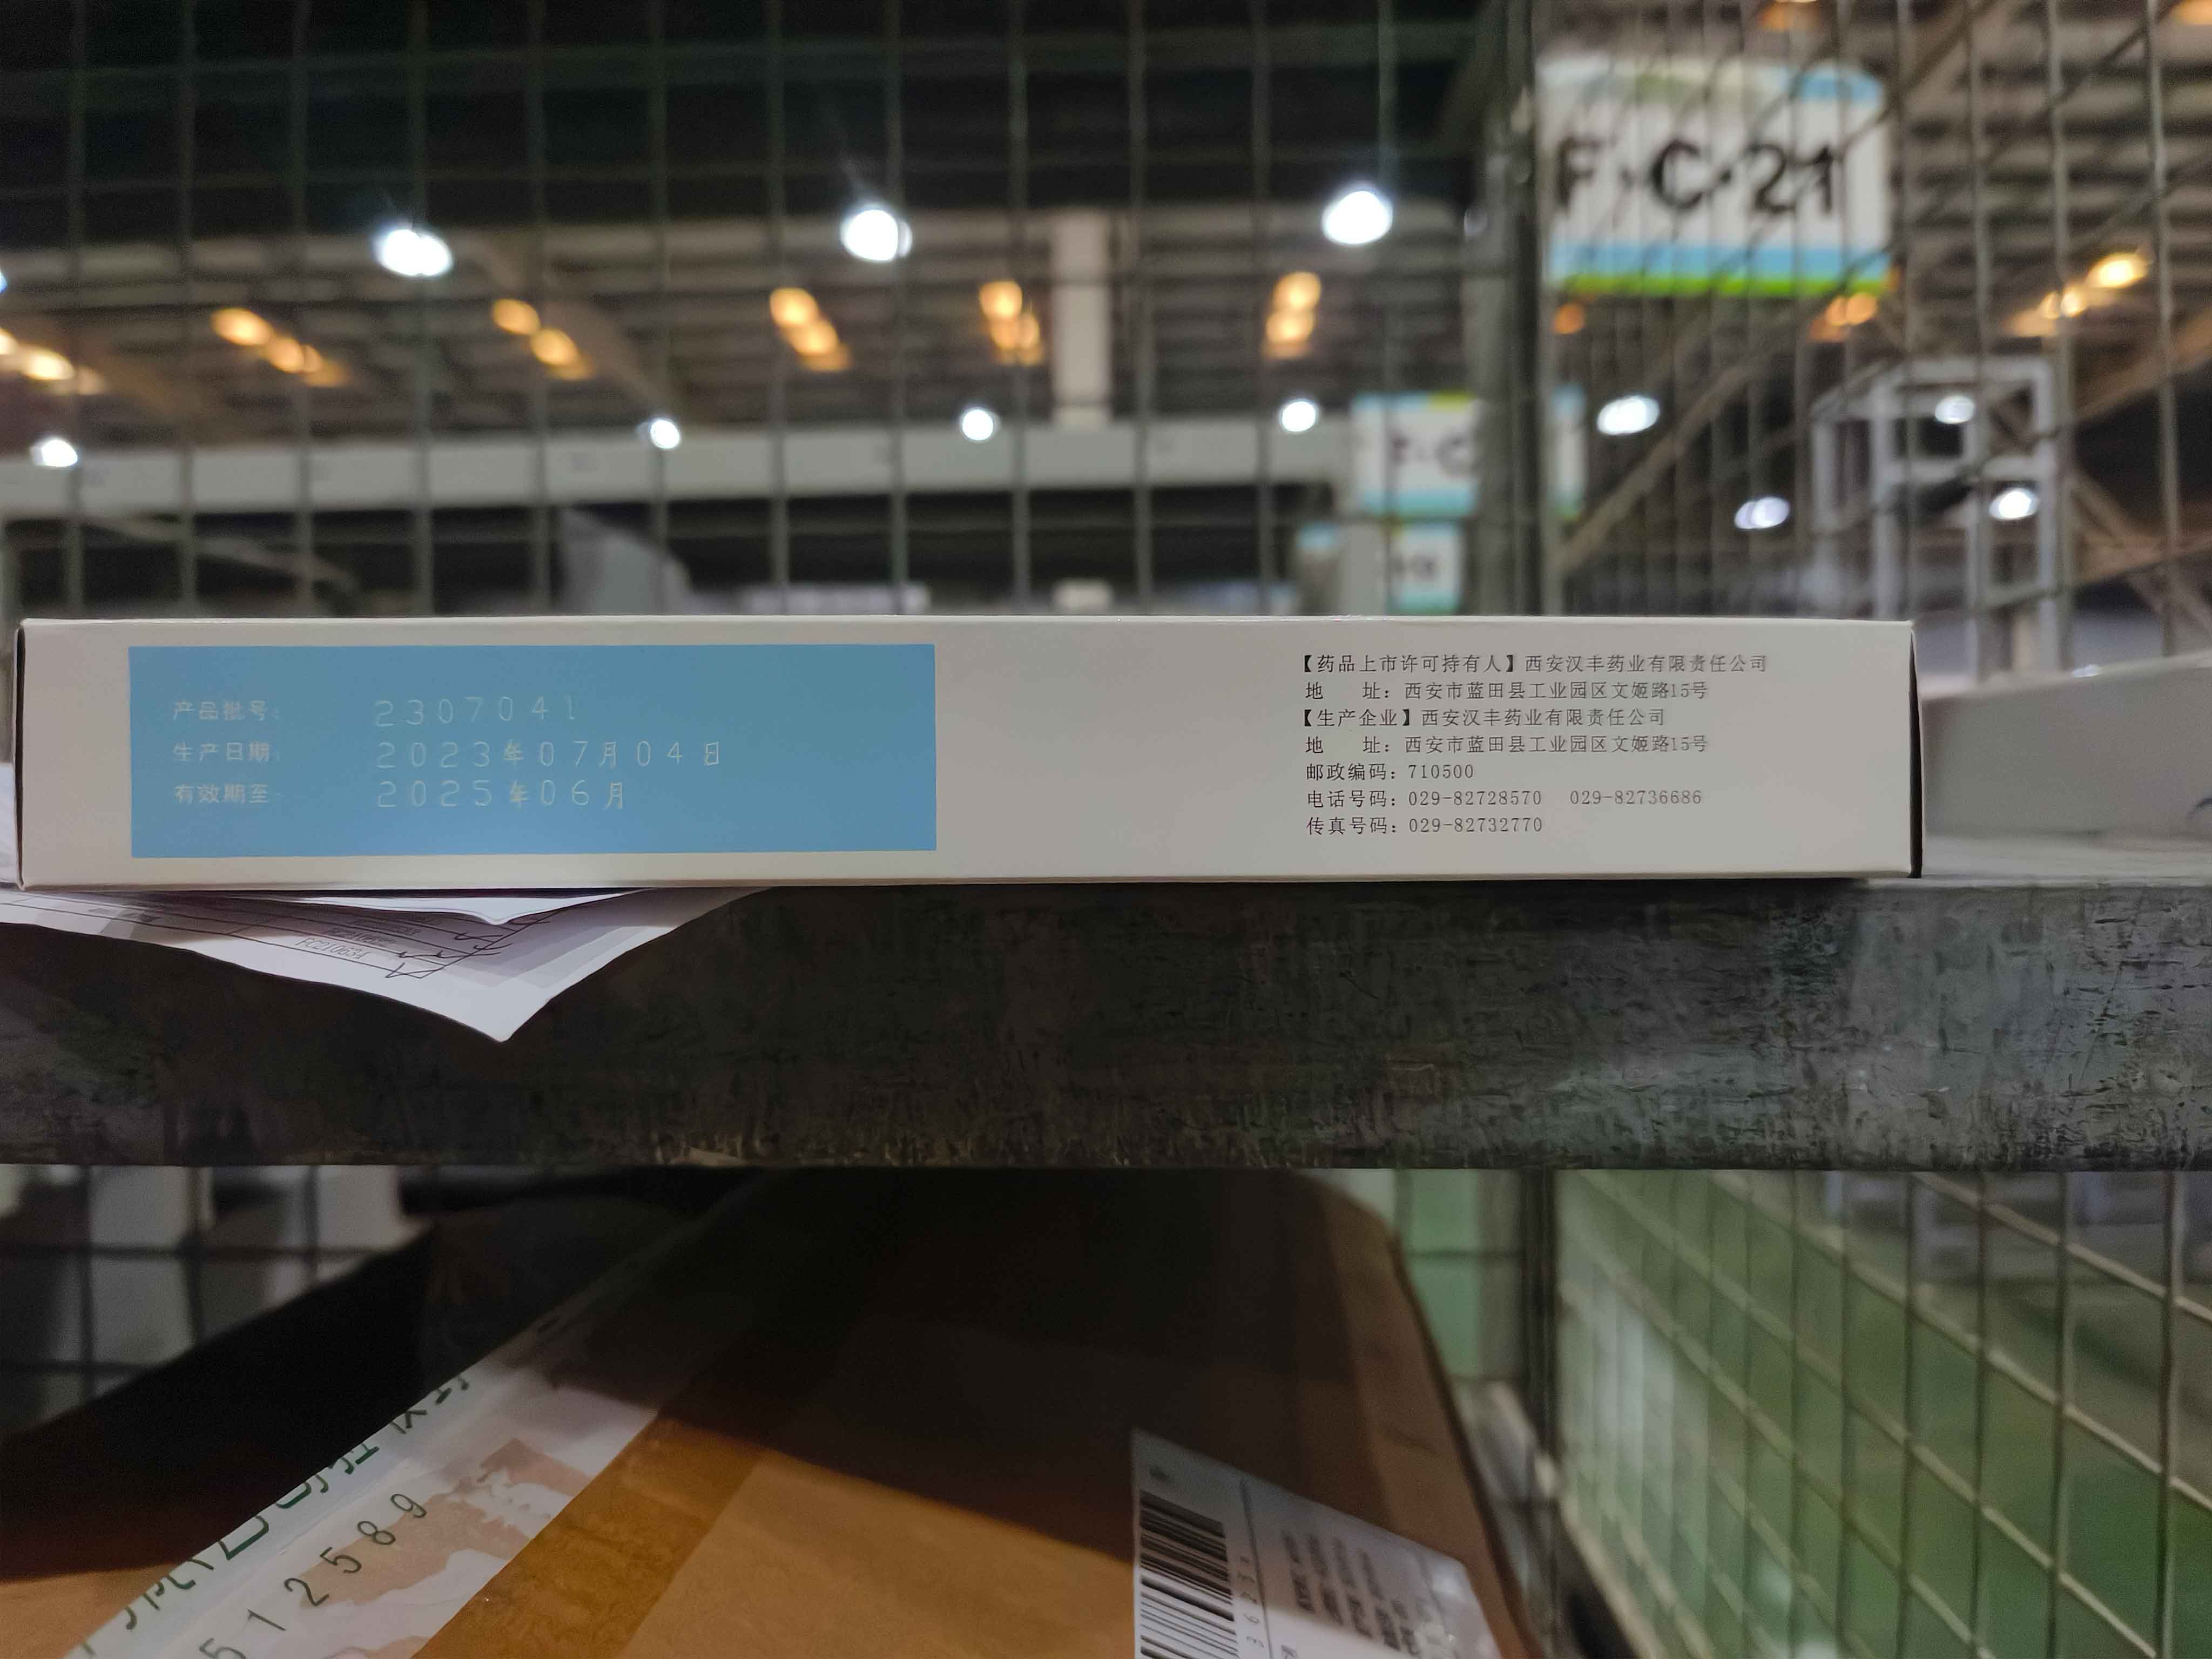 F·C·21
产品批号： 2307041
生产日期： 2023年07月04日
有效期至： 2025年06月
【药品上市许可持有人】西安汉丰药业有限责任公司
地 址：西安市蓝田县工业园区文姬路15号
【生产企业】西安汉丰药业有限责任公司
地 址：西安市蓝田县工业园区文姬路15号
邮政编码：710500
电话号码：029-82728570 029-82736686
传真号码：029-82732770
512589